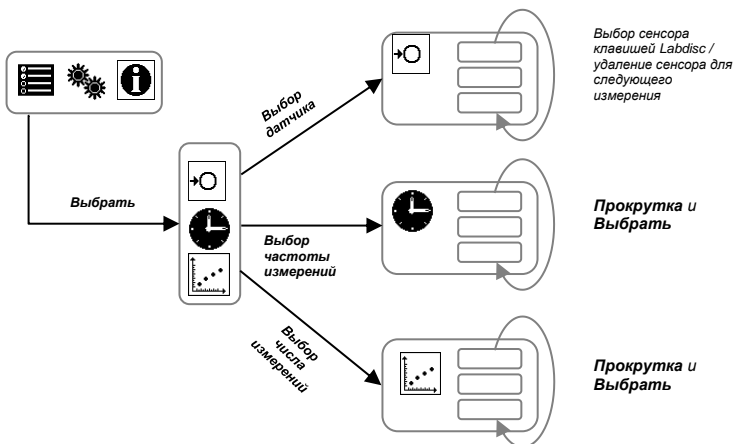 Выбор сенсора
клавишей Labdisc /
удаление сенсора для
следующего
измерения
Выбор
датчика
Выбрать
Прокрутка и
Выбрать
Выбор
частоты
измерений
Выбор
числа
измерений
Прокрутка и
Выбрать